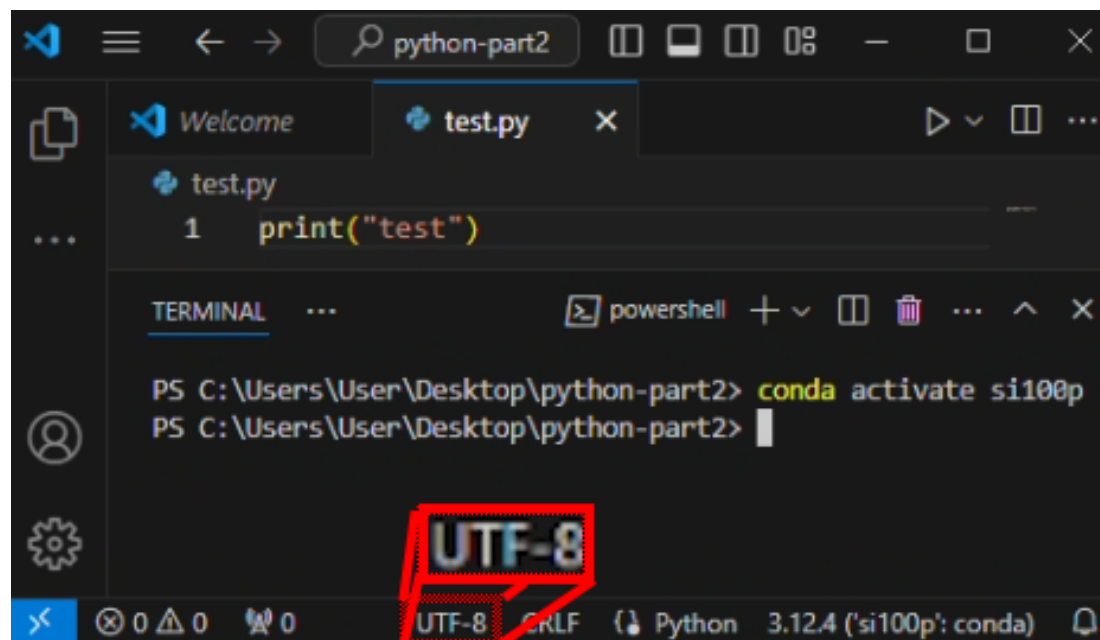 python-part2
Welcome
test.py
test.py
1 print("test")
TERMINAL ... powershell
PS C:\Users\User\Desktop\python-part2> conda activate si100p
PS C:\Users\User\Desktop\python-part2>
UTF-8
0 0 0 UTF-8 CRLF Python 3.12.4 ('si100p': conda)